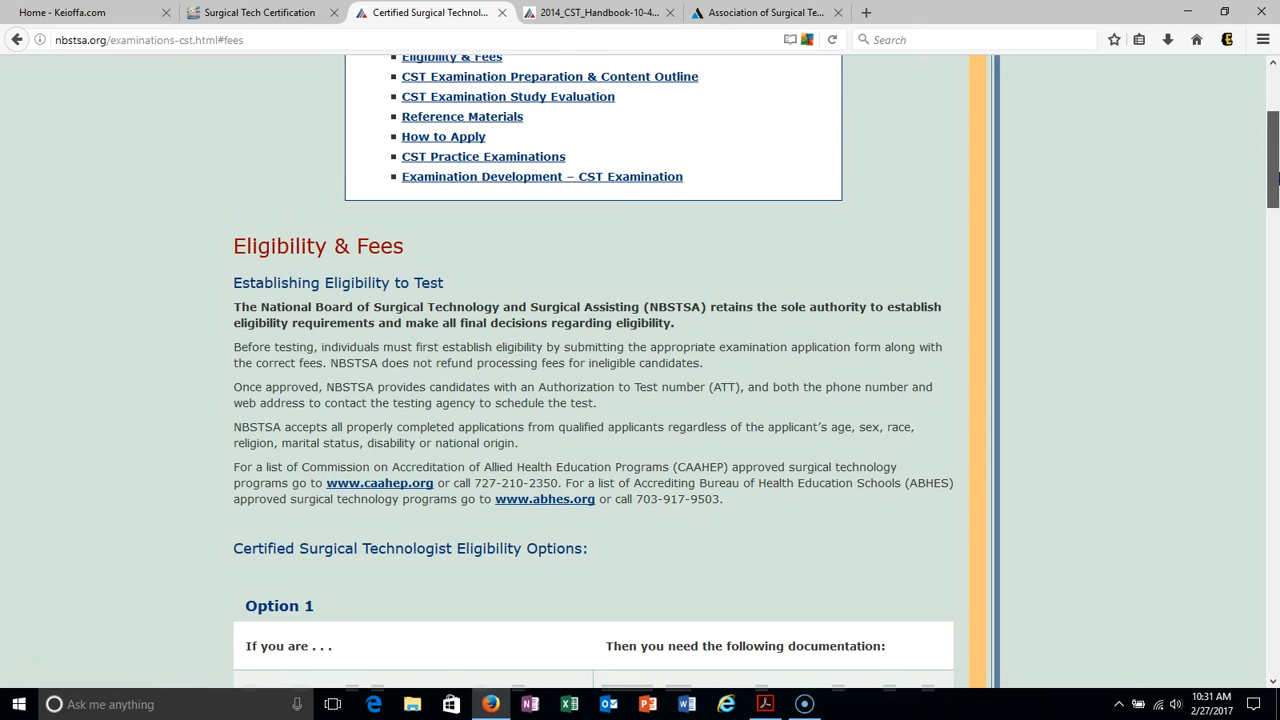 Home - Keioffa.com
Surgical Tech Certification
Certified Surgical Technol...
2014_CST_Handbook-10-4...
Association of Surgical Te...
nbstsa.org/examinations-cst.html#fees
Search
Eligibility & Fees
CST Examination Preparation & Content Outline
CST Examination Study Evaluation
Reference Materials
How to Apply
CST Practice Examinations
Examination Development – CST Examination
Eligibility & Fees
Establishing Eligibility to Test
The National Board of Surgical Technology and Surgical Assisting (NBSTSA) retains the sole authority to establish
eligibility requirements and make all final decisions regarding eligibility.
Before testing, individuals must first establish eligibility by submitting the appropriate examination application form along with
the correct fees. NBSTSA does not refund processing fees for ineligible candidates.
Once approved, NBSTSA provides candidates with an Authorization to Test number (ATT), and both the phone number and
web address to contact the testing agency to schedule the test.
NBSTSA accepts all properly completed applications from qualified applicants regardless of the applicant's age, sex, race,
religion, marital status, disability or national origin.
For a list of Commission on Accreditation of Allied Health Education Programs (CAAHEP) approved surgical technology
programs go to www.caahep.org or call 727-210-2350. For a list of Accrediting Bureau of Health Education Schools (ABHES)
approved surgical technology programs go to www.abhes.org or call 703-917-9503.
Certified Surgical Technologist Eligibility Options:
Option 1
If you are . . .
Then you need the following documentation:
Ask me anything
10:31 AM
2/27/2017